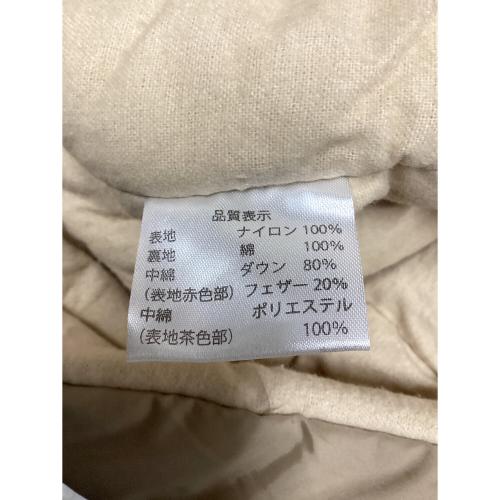 品質表示
表地 ナイロン 100%
裏地 綿 100%
中綿 ダウン 80%
(表地赤色部) フェザー 20%
中綿 ポリエステル
(表地茶色部) 100%